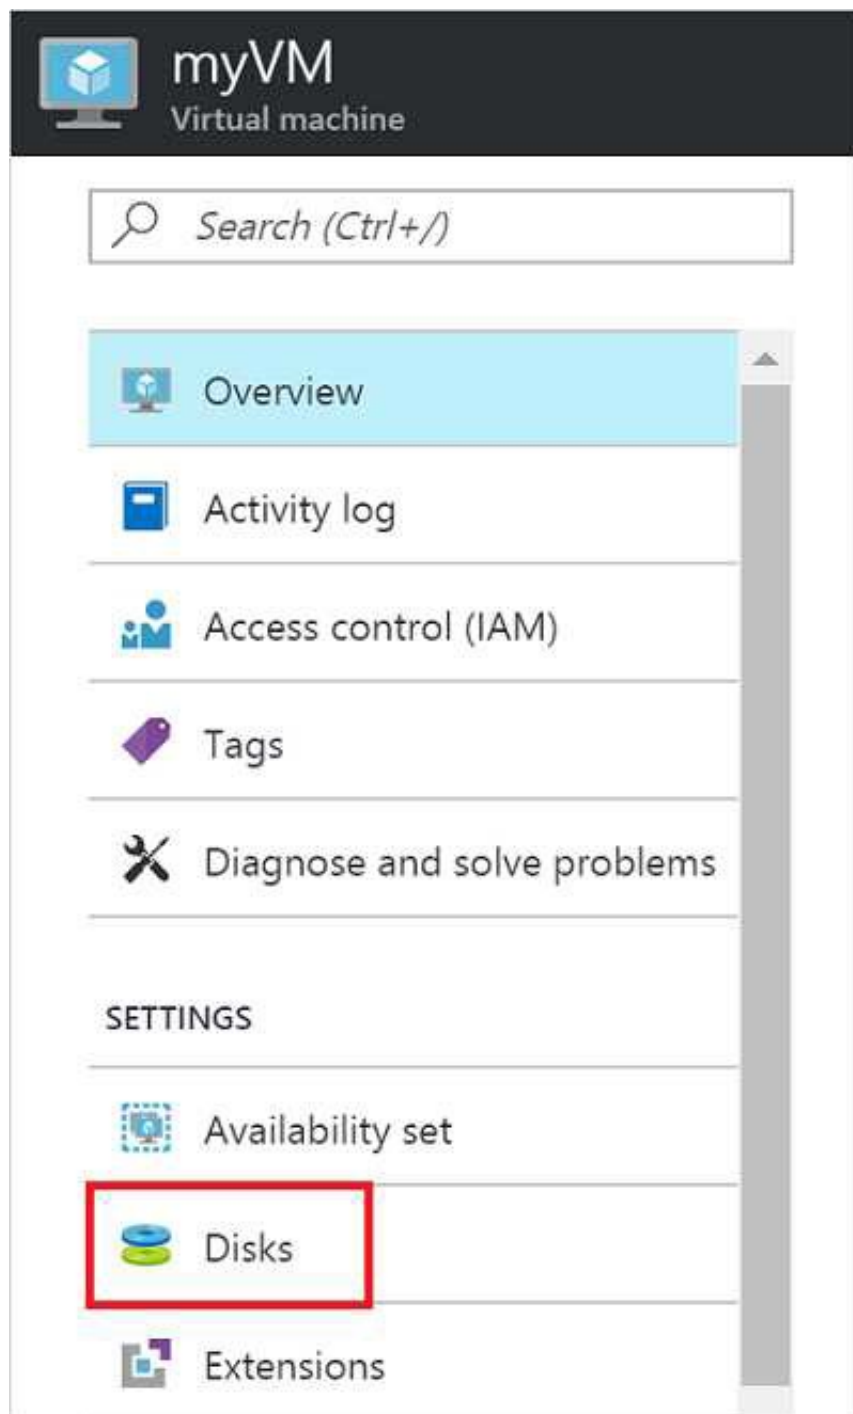 myVM
Virtual machine
Search (Ctrl+/)
Overview
Activity log
Access control (IAM)
Tags
Diagnose and solve problems
SETTINGS
Availability set
Disks
Extensions